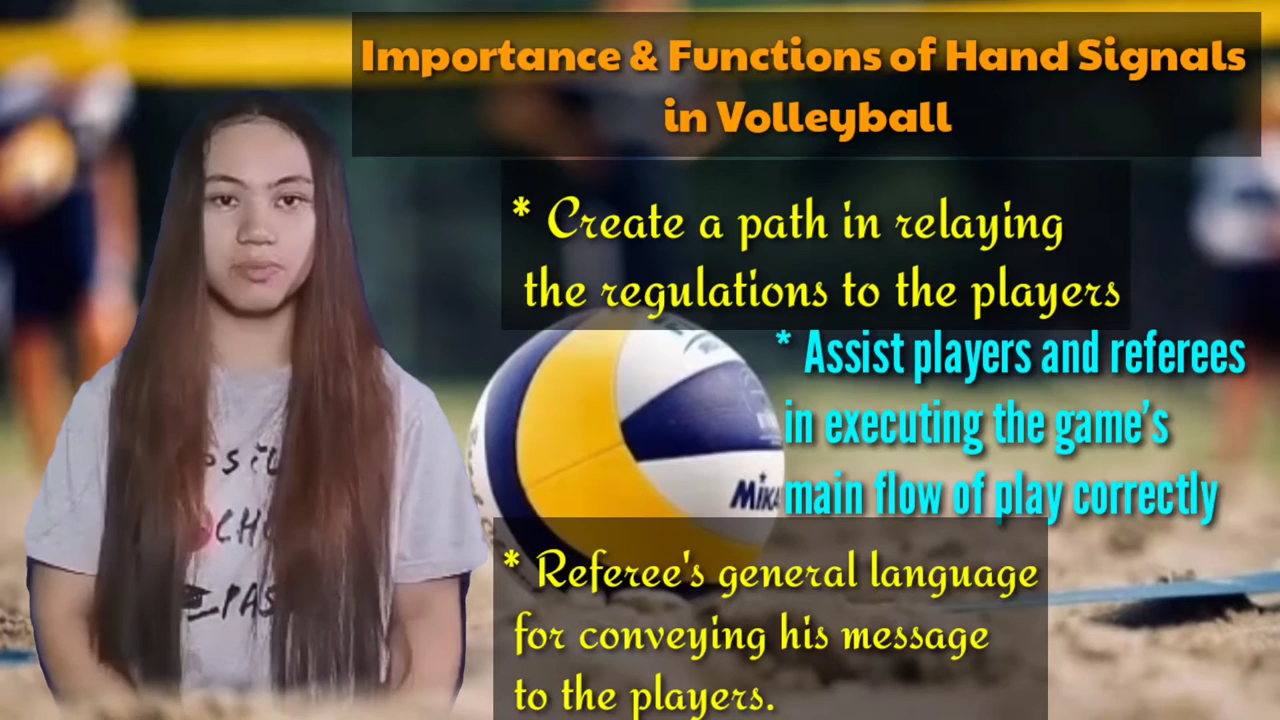 Importance & Functions of Hand Signals
in Volleyball
* Create a path in relaying
the regulations to the players
* Assist players and referees
in executing the game's
main flow of play correctly
* Referee's general language
for conveying his message
to the players.